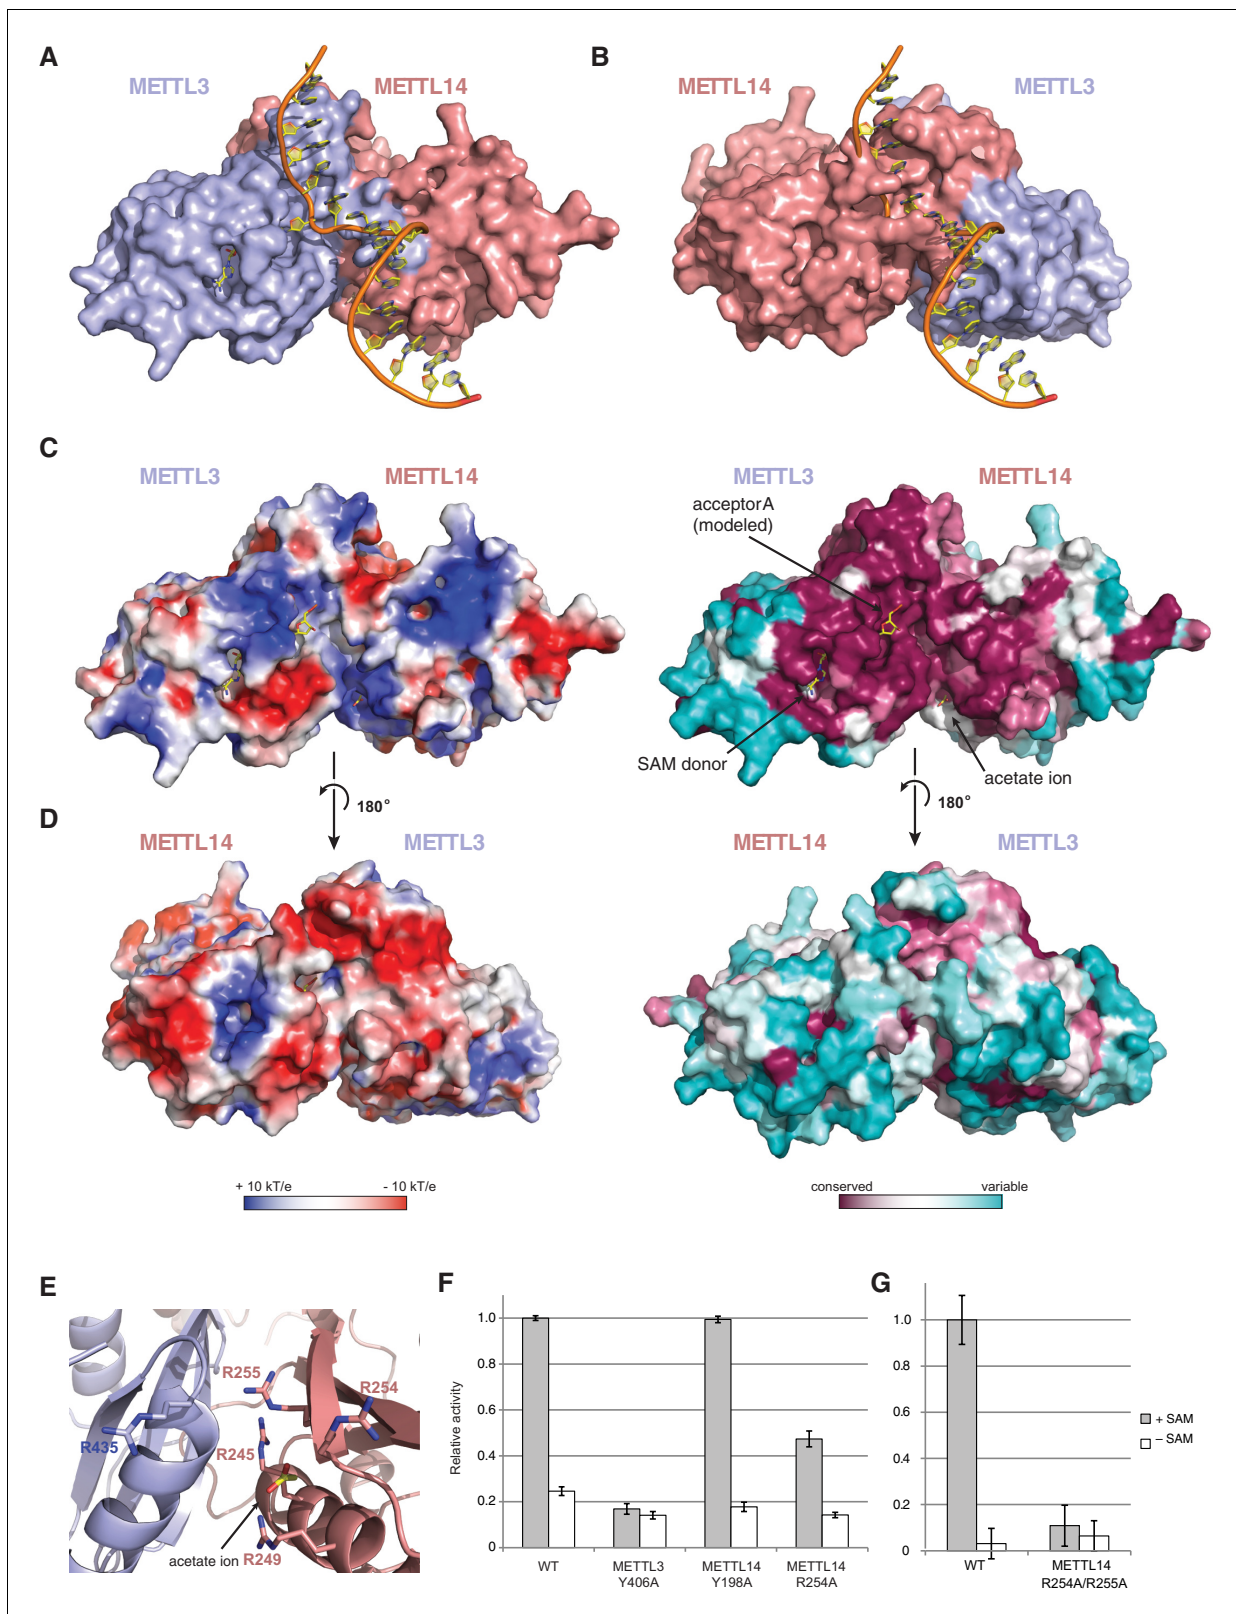 A
METTL3
METTL14
B
METTL14
METTL3
C
METTL3
METTL14
METTL3
METTL14
acceptorA
(modeled)
SAM donor
acetate ion
180°
180°
D
METTL14
METTL3
METTL14
METTL3
+ 10 kT/e
- 10 kT/e
conserved
variable
E
R255
R254
R435
R245
acetate ion
R249
F
Relative activity
1.0
0.8
0.6
0.4
0.2
0
WT
METTL3
Y406A
METTL14
Y198A
METTL14
R254A
G
1.0
0.8
0.6
0.4
0.2
0
WT
METTL14
R254A/R255A
+ SAM
– SAM